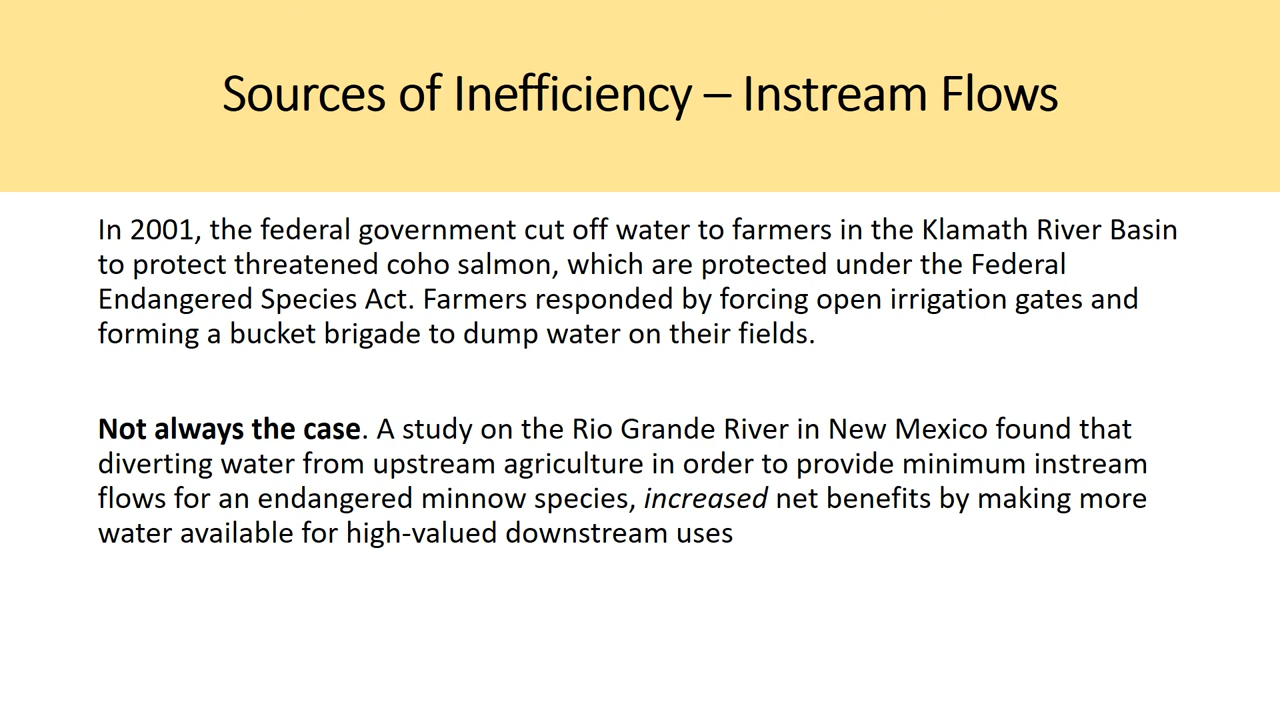 Sources of Inefficiency – Instream Flows
In 2001, the federal government cut off water to farmers in the Klamath River Basin
to protect threatened coho salmon, which are protected under the Federal
Endangered Species Act. Farmers responded by forcing open irrigation gates and
forming a bucket brigade to dump water on their fields.
Not always the case. A study on the Rio Grande River in New Mexico found that
diverting water from upstream agriculture in order to provide minimum instream
flows for an endangered minnow species, increased net benefits by making more
water available for high-valued downstream uses